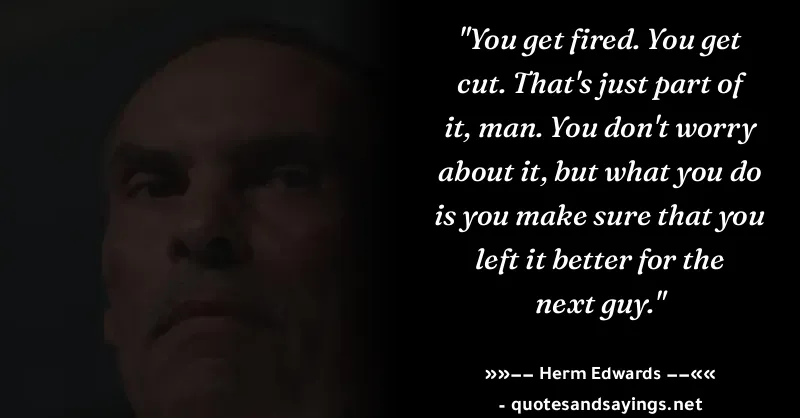 "You get fired. You get
cut. That's just part of
it, man. You don't worry
about it, but what you do
is you make sure that you
left it better for the
next guy."
»»–– Herm Edwards ––««
- quotesandsayings.net